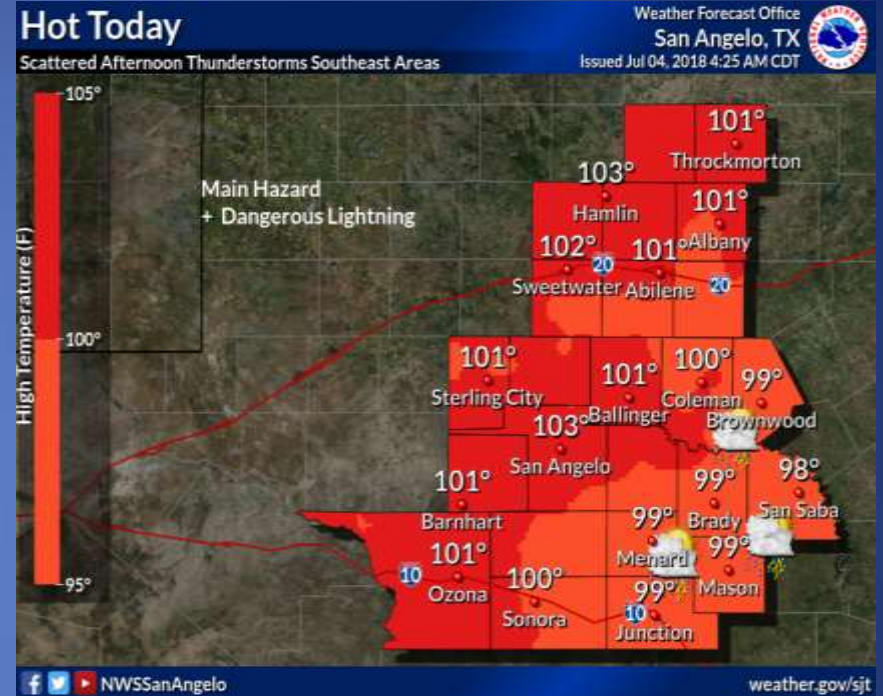 Hot Today
Scattered Afternoon Thunderstorms Southeast Areas
Weather Forecast Office
San Angelo, TX
Issued Jul 04, 2018 4:25 AM CDT
High Temperature (F)
105°
100°
95°
Main Hazard
+ Dangerous Lightning
101°
Throckmorton
103°
Hamlin
101°
Albany
102°
Sweetwater
101°
Abilene
20
20
101°
Sterling City
101°
Ballinger
100°
Coleman
99°
Brownwood
103°
San Angelo
101°
Barnhart
99°
Brady
98°
San Saba
99°
Menard
99°
Mason
10
101°
Ozona
100°
Sonora
99°
10
Junction
NWSSanAngelo
weather.gov/sjt